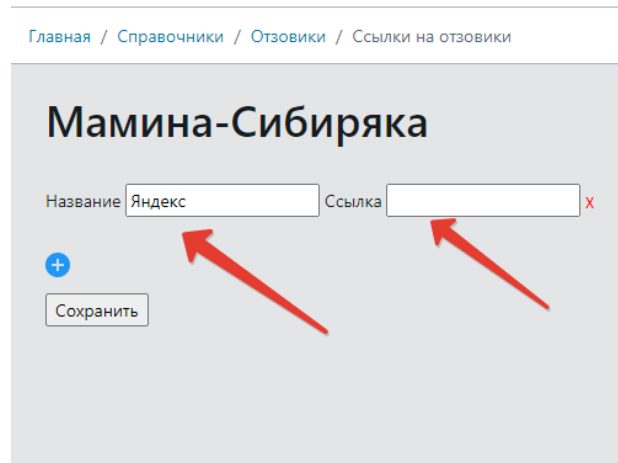 Главная / Справочники / Отзовики / Ссылки на отзовики
Мамина-Сибиряка
Название Яндекс Ссылка x
Сохранить